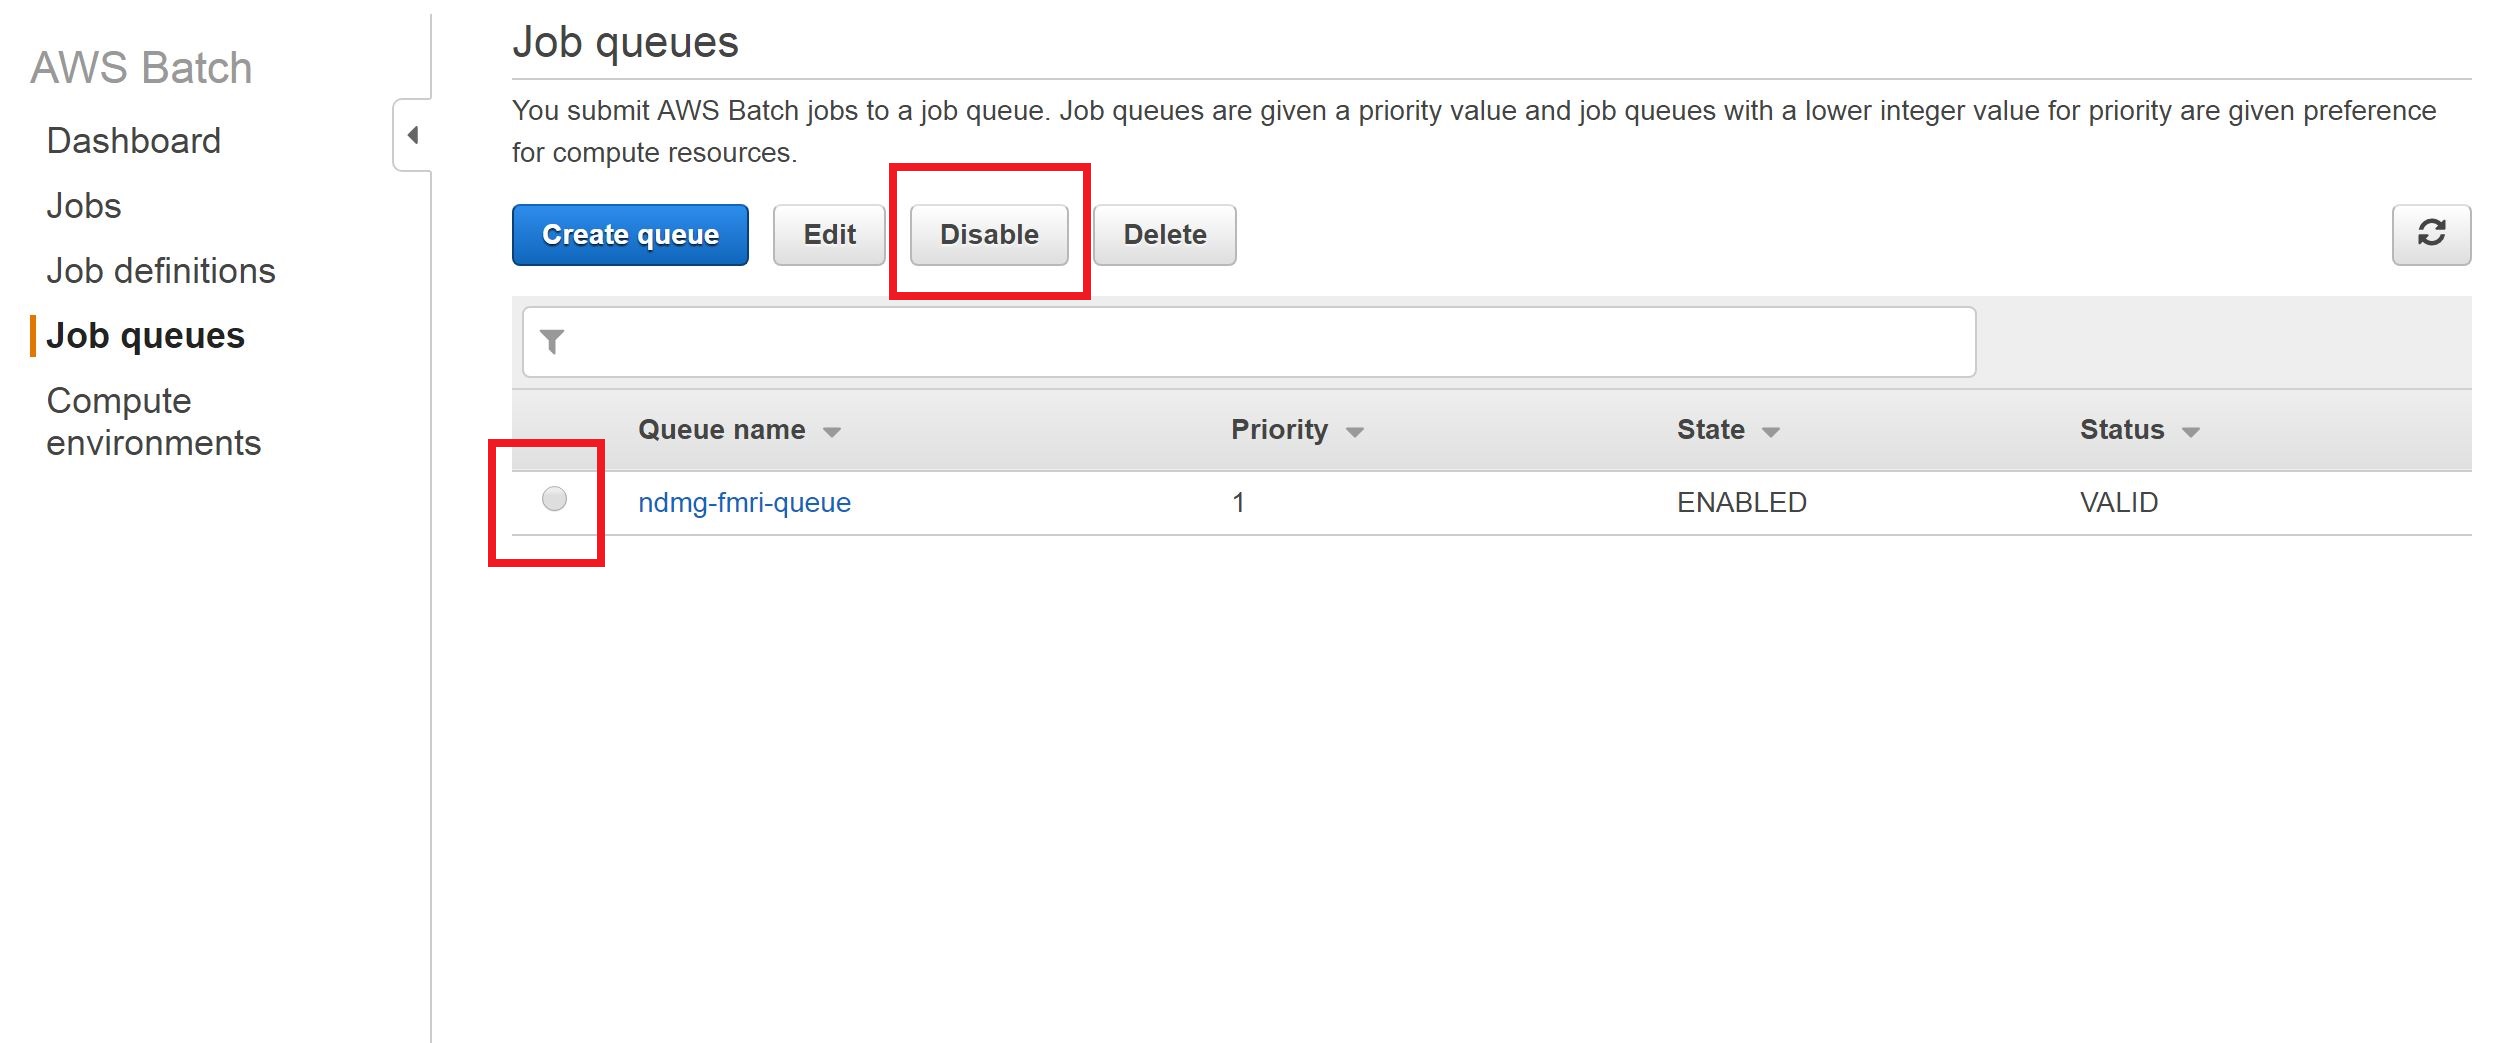 AWS Batch
Dashboard
Jobs
Job definitions
Job queues
Compute
environments
Job queues
You submit AWS Batch jobs to a job queue. Job queues are given a priority value and job queues with a lower integer value for priority are given preference
for compute resources.
Create queue Edit Disable Delete
Queue name Priority State Status
ndmg-fmri-queue 1 ENABLED VALID